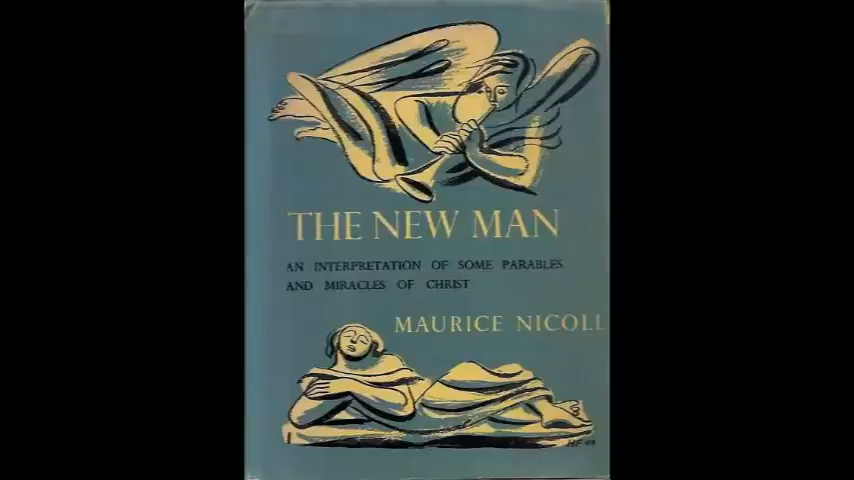 THE NEW MAN
AN INTERPRETATION OF SOME PARABLES
AND MIRACLES OF CHRIST
MAURICE NICOLL